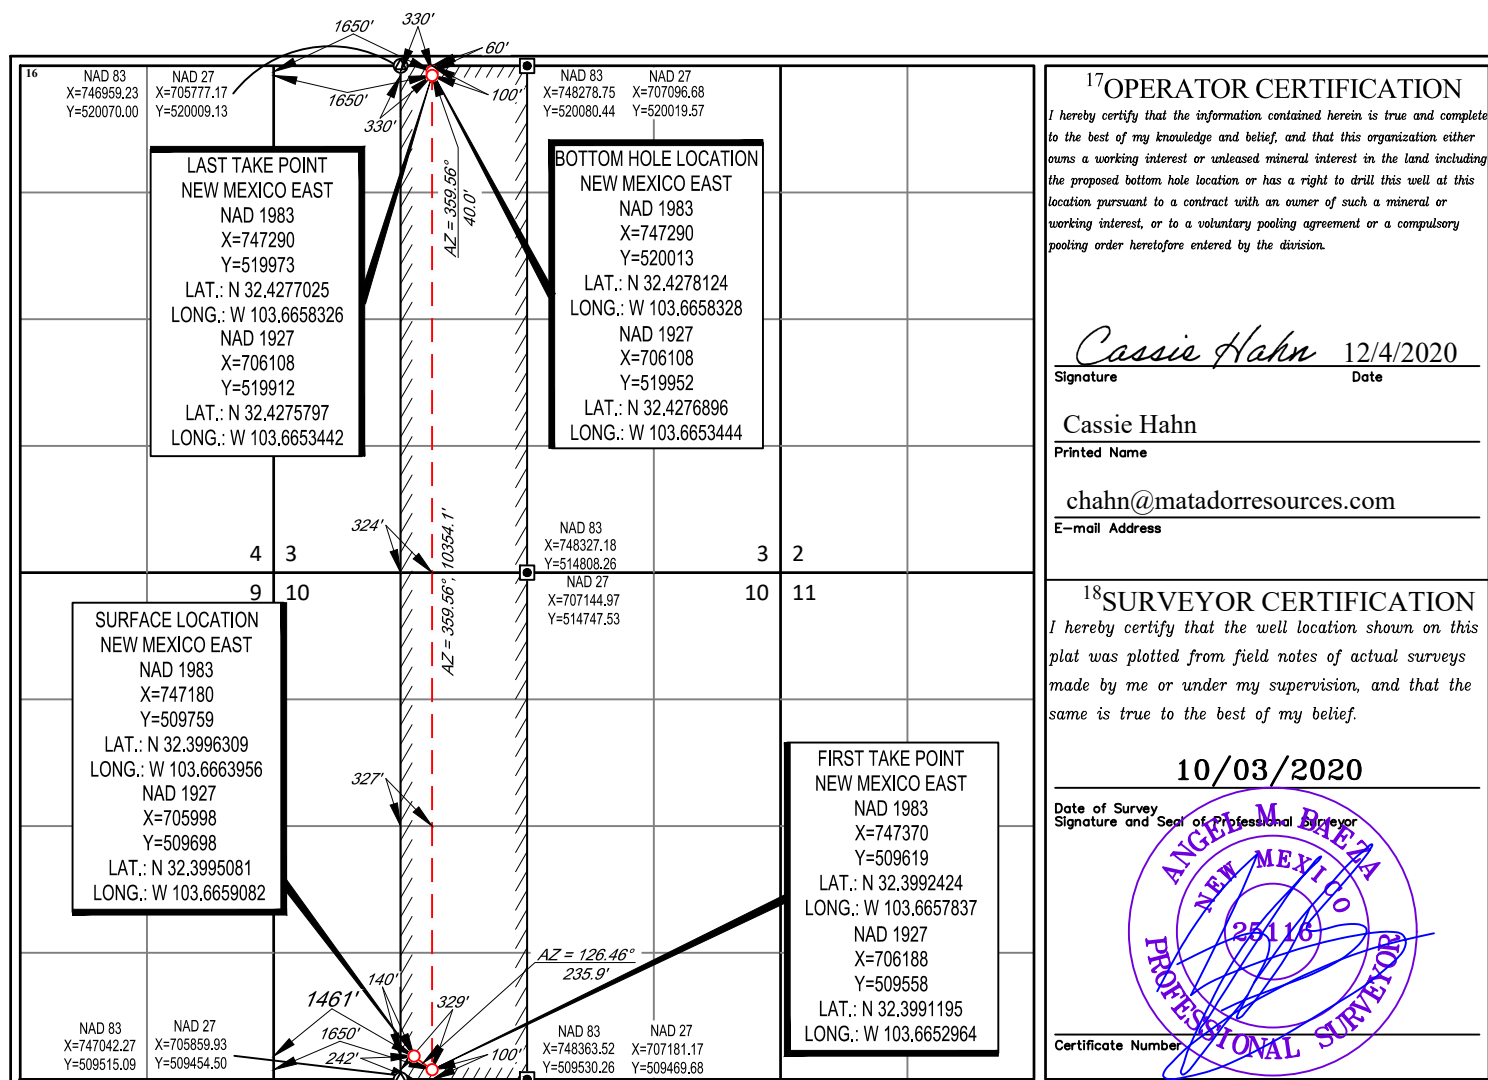 1650'
330'
60'
16
NAD 83
X=746959.23
Y=520070.00
NAD 27
X=705777.17
Y=520009.13
1650'
330'
100'
NAD 83
X=748278.75
Y=520080.44
NAD 27
X=707096.68
Y=520019.57
LAST TAKE POINT
NEW MEXICO EAST
NAD 1983
X=747290
Y=519973
LAT.: N 32.4277025
LONG.: W 103.6658326
NAD 1927
X=706108
Y=519912
LAT.: N 32.4275797
LONG.: W 103.6653442
AZ = 359.56°
40.0'
BOTTOM HOLE LOCATION
NEW MEXICO EAST
NAD 1983
X=747290
Y=520013
LAT.: N 32.4278124
LONG.: W 103.6658328
NAD 1927
X=706108
Y=519952
LAT.: N 32.4276896
LONG.: W 103.6653444
324'
AZ = 359.56°, 10354.1'
NAD 83
X=748327.18
Y=514808.26
NAD 27
X=707144.97
Y=514747.53
4 3
9 10
3 2
10 11
SURFACE LOCATION
NEW MEXICO EAST
NAD 1983
X=747180
Y=509759
LAT.: N 32.3996309
LONG.: W 103.6663956
NAD 1927
X=705998
Y=509698
LAT.: N 32.3995081
LONG.: W 103.6659082
327'
FIRST TAKE POINT
NEW MEXICO EAST
NAD 1983
X=747370
Y=509619
LAT.: N 32.3992424
LONG.: W 103.6657837
NAD 1927
X=706188
Y=509558
LAT.: N 32.3991195
LONG.: W 103.6652964
AZ = 126.46°
235.9'
140'
1461'
329'
1650'
242'
100'
NAD 83
X=747042.27
Y=509515.09
NAD 27
X=705859.93
Y=509454.50
NAD 83
X=748363.52
Y=509530.26
NAD 27
X=707181.17
Y=509469.68
17OPERATOR CERTIFICATION
I hereby certify that the information contained herein is true and complete
to the best of my knowledge and belief, and that this organization either
owns a working interest or unleased mineral interest in the land including
the proposed bottom hole location or has a right to drill this well at this
location pursuant to a contract with an owner of such a mineral or
working interest, or to a voluntary pooling agreement or a compulsory
pooling order heretofore entered by the division.
Cassie Hahn 12/4/2020
Signature Date
Cassie Hahn
Printed Name
chahn@matadorresources.com
E-mail Address
18SURVEYOR CERTIFICATION
I hereby certify that the well location shown on this
plat was plotted from field notes of actual surveys
made by me or under my supervision, and that the
same is true to the best of my belief.
10/03/2020
Date of Survey
Signature and Seal of Professional Surveyor
ANGEL M. BAEZA
NEW MEXICO
25116
PROFESSIONAL SURVEYOR
Certificate Number